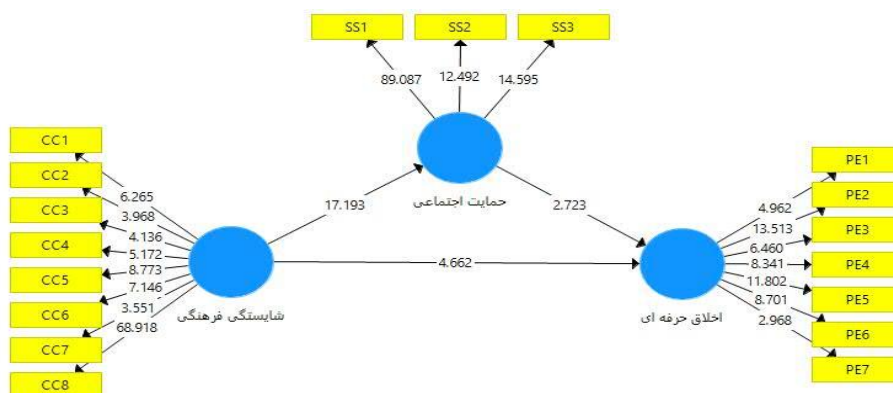 SS1 SS2 SS3
89.087 12.492 14.595
حمایت اجتماعی
CC1
CC2
CC3
CC4
CC5
CC6
CC7
CC8
6.265
3.968
4.136
5.172
8.773
7.146
3.551
68.918
شایستگی فرهنگی
17.193
2.723
4.662
اخلاق حرفه ای
4.962
13.513
6.460
8.341
11.802
8.701
2.968
PE1
PE2
PE3
PE4
PE5
PE6
PE7